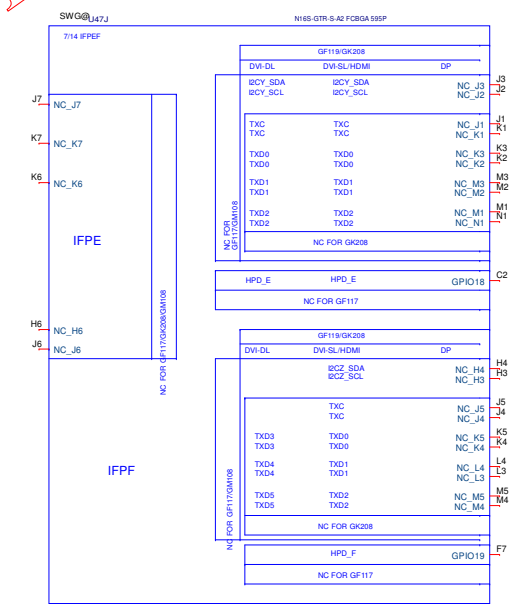 SWG@U47J N16S-GTR-S-A2 FCBGA 595P
7/14 IFPEF
GF119/GK208
DVI-DL DVI-SL/HDMI DP
I2CY_SDA I2CY_SDA NC_J3 J3
I2CY_SCL I2CY_SCL NC_J2 J2
J7 NC_J7
TXC TXC NC_J1 J1
TXC TXC NC_K1 K1
K7 NC_K7
TXD0 TXD0 NC_K3 K3
TXD0 TXD0 NC_K2 K2
K6 NC_K6
TXD1 TXD1 NC_M3 M3
TXD1 TXD1 NC_M2 M2
TXD2 TXD2 NC_M1 M1
TXD2 TXD2 NC_N1 N1
NC FOR GF117/GM108
IFPE
NC FOR GK208
HPD_E HPD_E GPIO18 C2
NC FOR GF117
NC FOR GF117/GK208/GM108
H6 NC_H6
J6 NC_J6
GF119/GK208
DVI-DL DVI-SL/HDMI DP
I2CZ_SDA NC_H4 H4
I2CZ_SCL NC_H3 H3
TXC NC_J5 J5
TXC NC_J4 J4
TXD3 TXD0 NC_K5 K5
TXD3 TXD0 NC_K4 K4
TXD4 TXD1 NC_L4 L4
TXD4 TXD1 NC_L3 L3
IFPF
TXD5 TXD2 NC_M5 M5
TXD5 TXD2 NC_M4 M4
NC FOR GF117/GM108
NC FOR GK208
HPD_F GPIO19 F7
NC FOR GF117